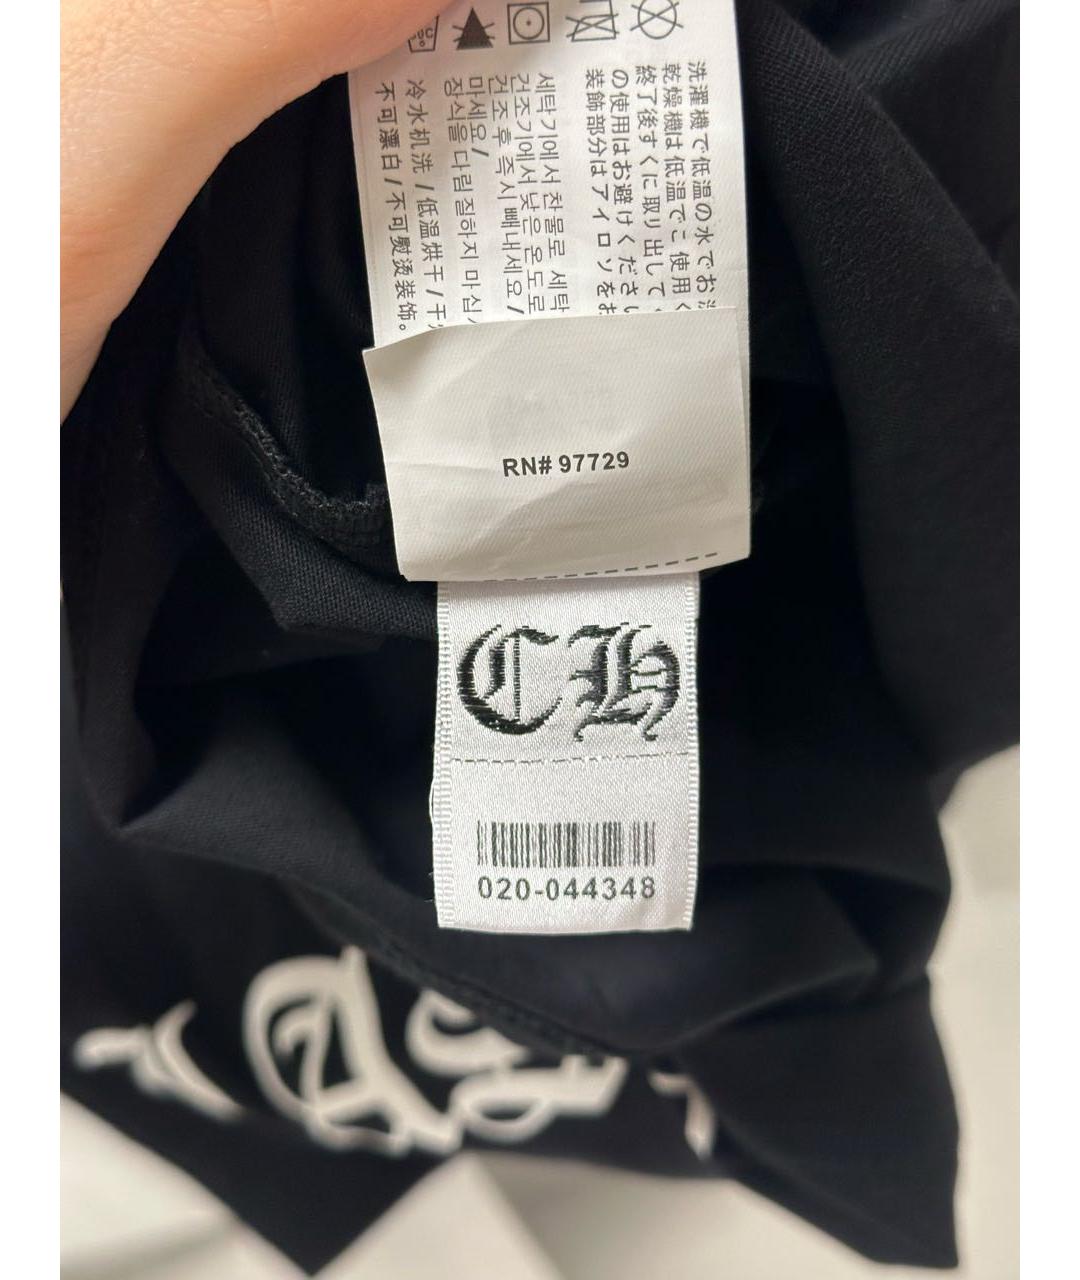 洗濯機で低温の水でお
乾燥機は低温でご使用く
終了後すぐに取り出して
の使用はお避けくださ
装飾部分はアイロンをお
세탁기에서 찬물로 세탁
건조기에서 낮은 온도로
건조 후 즉시 빼내세요/
마세요/
장식을 다림질하지 마십
冷水机洗/低温烘干/干
不可漂白/不可熨烫装饰。
RN# 97729
CH
020-044348